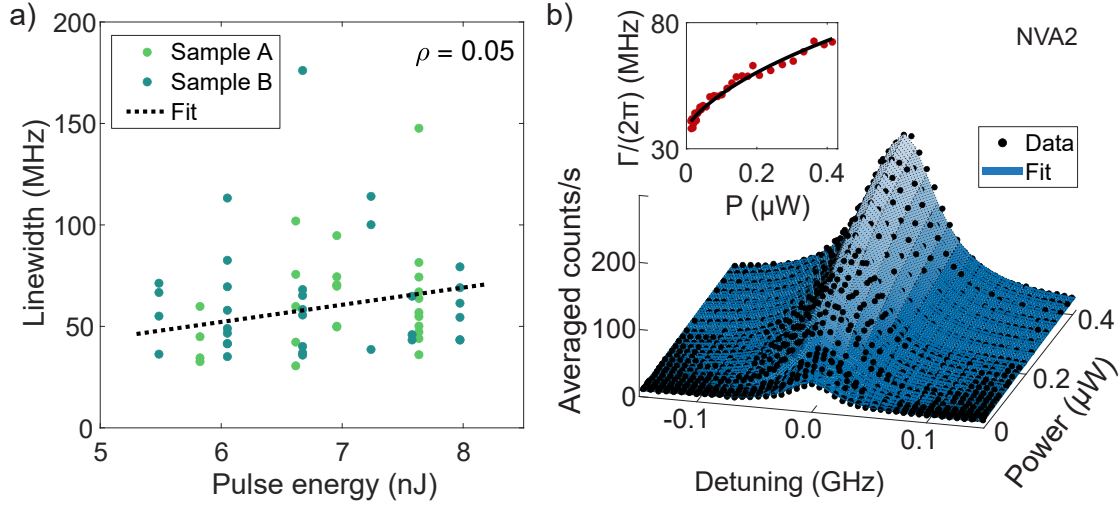 a)
200
150
100
50
0
5
6
7
8
Linewidth (MHz)
Pulse energy (nJ)
Sample A
Sample B
Fit
ρ = 0.05
b)
NVA2
80
30
0
0.2
0.4
Γ/(2π) (MHz)
P (μW)
Data
Fit
Averaged counts/s
200
100
0
-0.1
0.0
0.1
Detuning (GHz)
0
0.2
0.4
Power (μW)